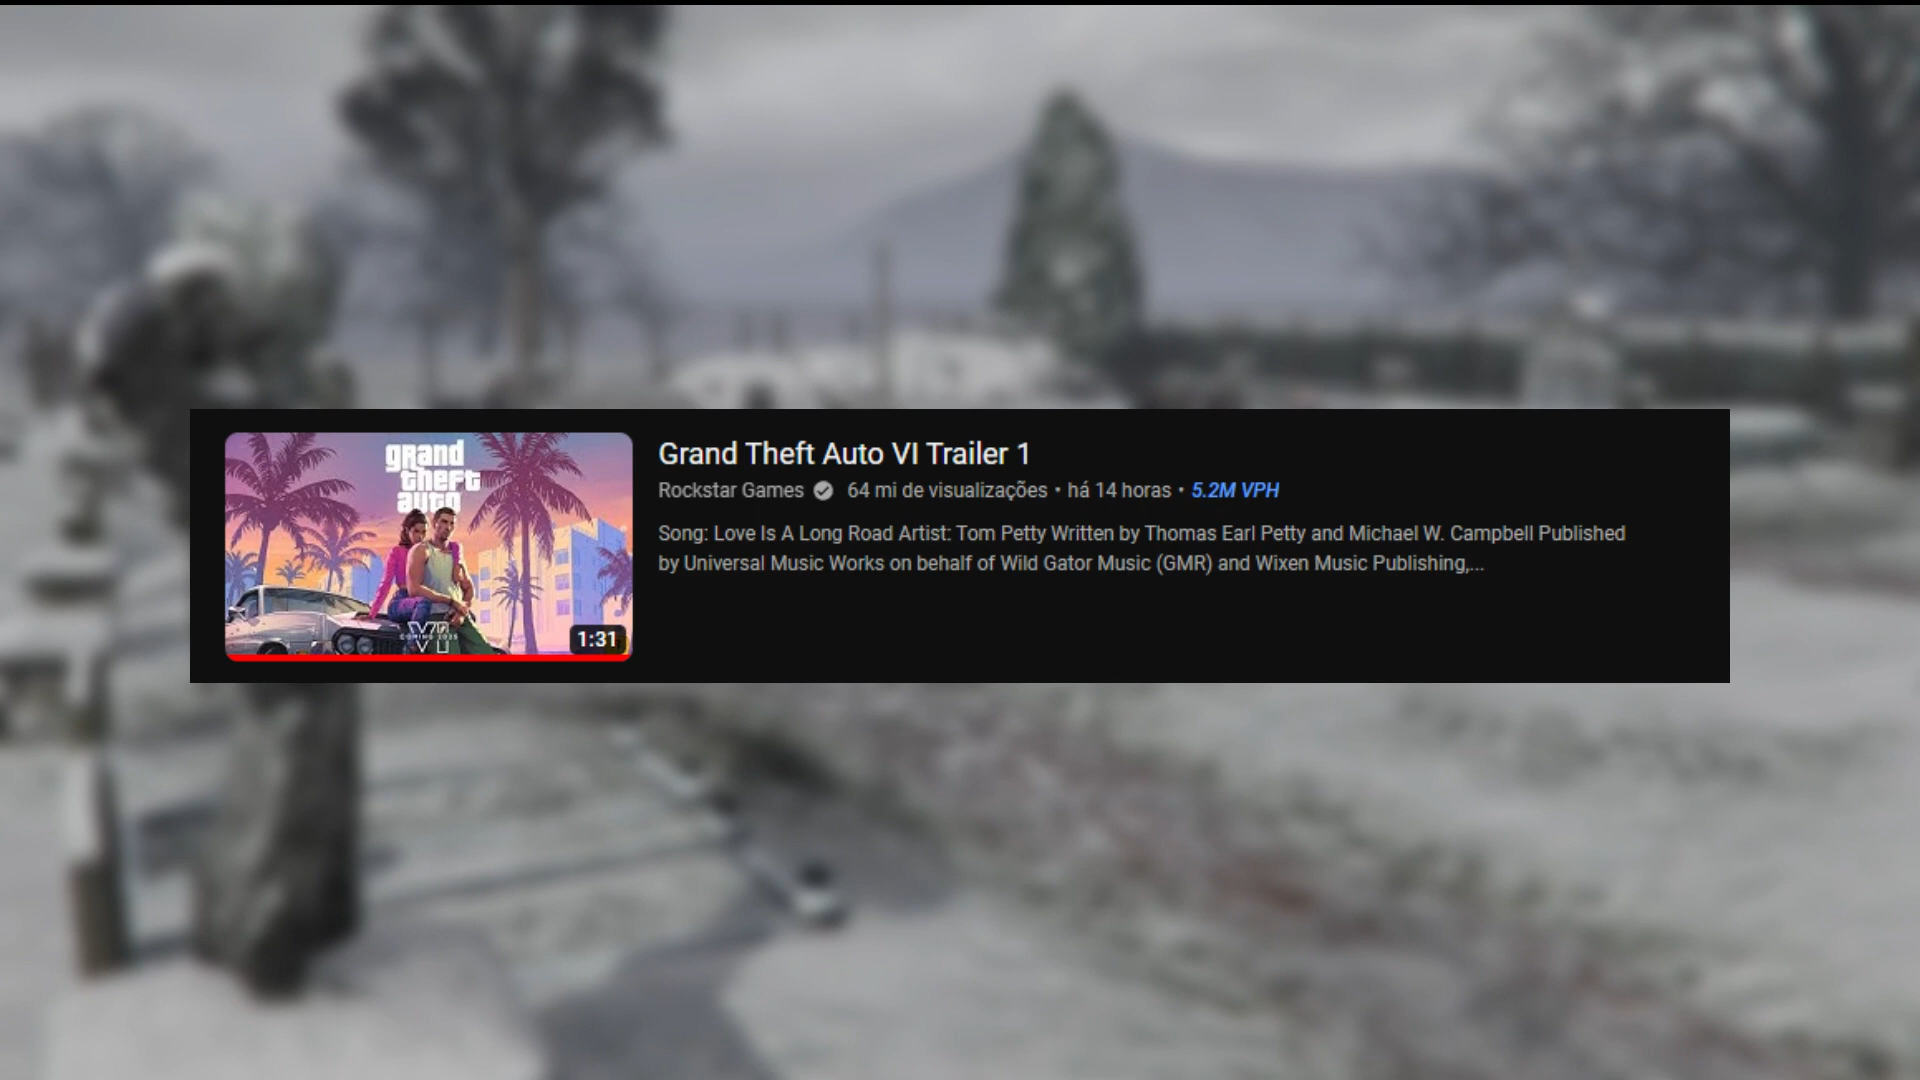 grand
theft
auto
VI
COMING 2025
1:31
Grand Theft Auto VI Trailer 1
Rockstar Games 64 mi de visualizações • há 14 horas • 5.2M VPH
Song: Love Is A Long Road Artist: Tom Petty Written by Thomas Earl Petty and Michael W. Campbell Published
by Universal Music Works on behalf of Wild Gator Music (GMR) and Wixen Music Publishing,...